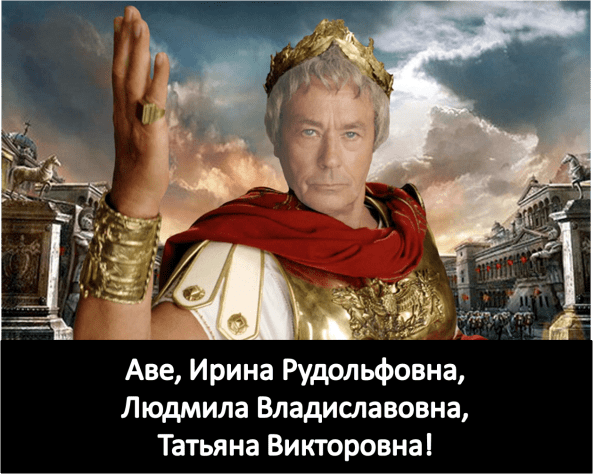 Аве, Ирина Рудольфовна,
Людмила Владиславовна,
Татьяна Викторовна!